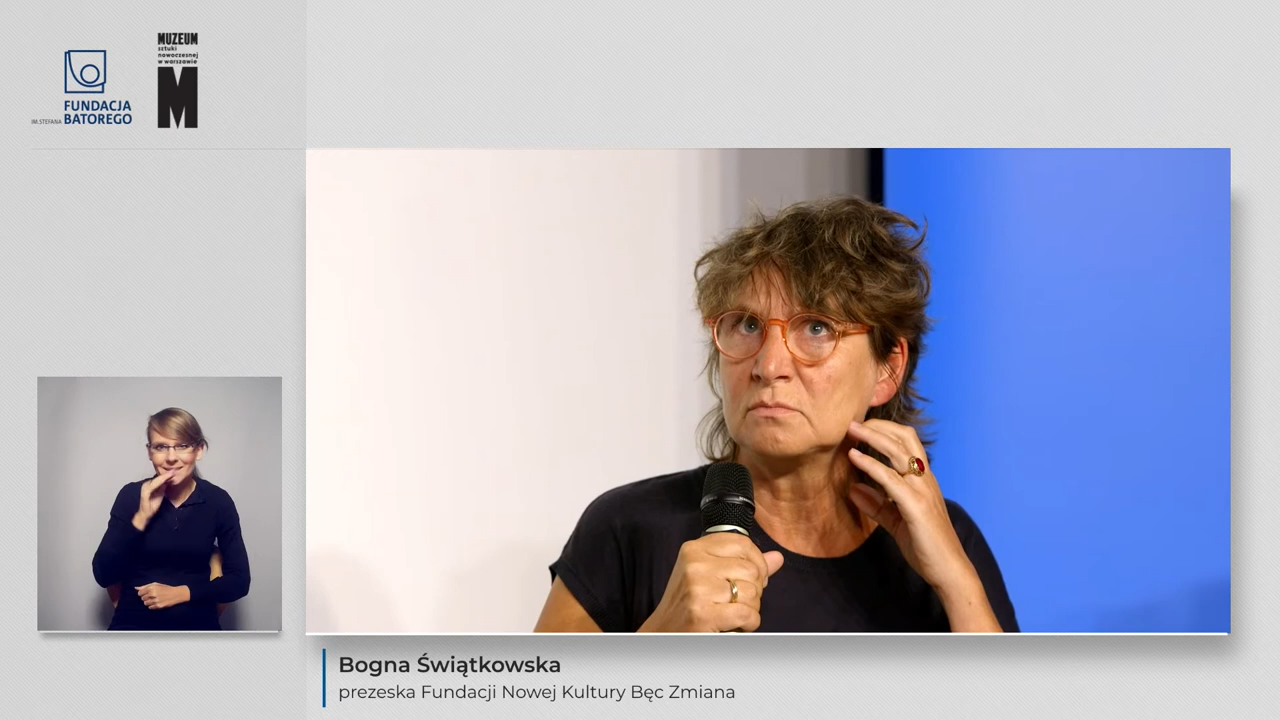 MUZEUM
sztuki
nowoczesnej
w warszawie
M
FUNDACJA
IM. STEFANA BATOREGO
Bogna Świątkowska
prezeska Fundacji Nowej Kultury Bęc Zmiana